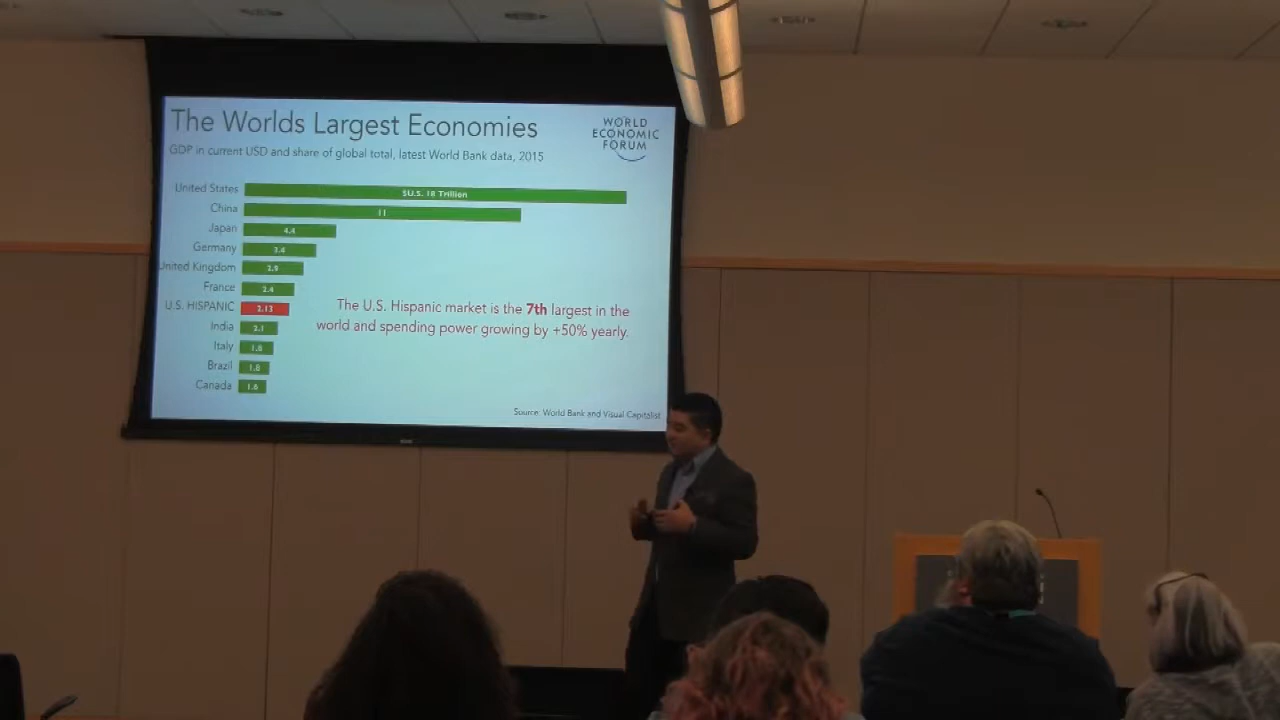 The Worlds Largest Economies
WORLD
ECONOMIC
FORUM
GDP in current USD and share of global total, latest World Bank data, 2015
United States $U.S. 18 Trillion
China 11
Japan 4.4
Germany 3.4
United Kingdom 2.9
France 2.4
U.S. HISPANIC 2.13
India 2.1
Italy 1.8
Brazil 1.8
Canada 1.6
The U.S. Hispanic market is the 7th largest in the
world and spending power growing by +50% yearly.
Source: World Bank and Visual Capitalist